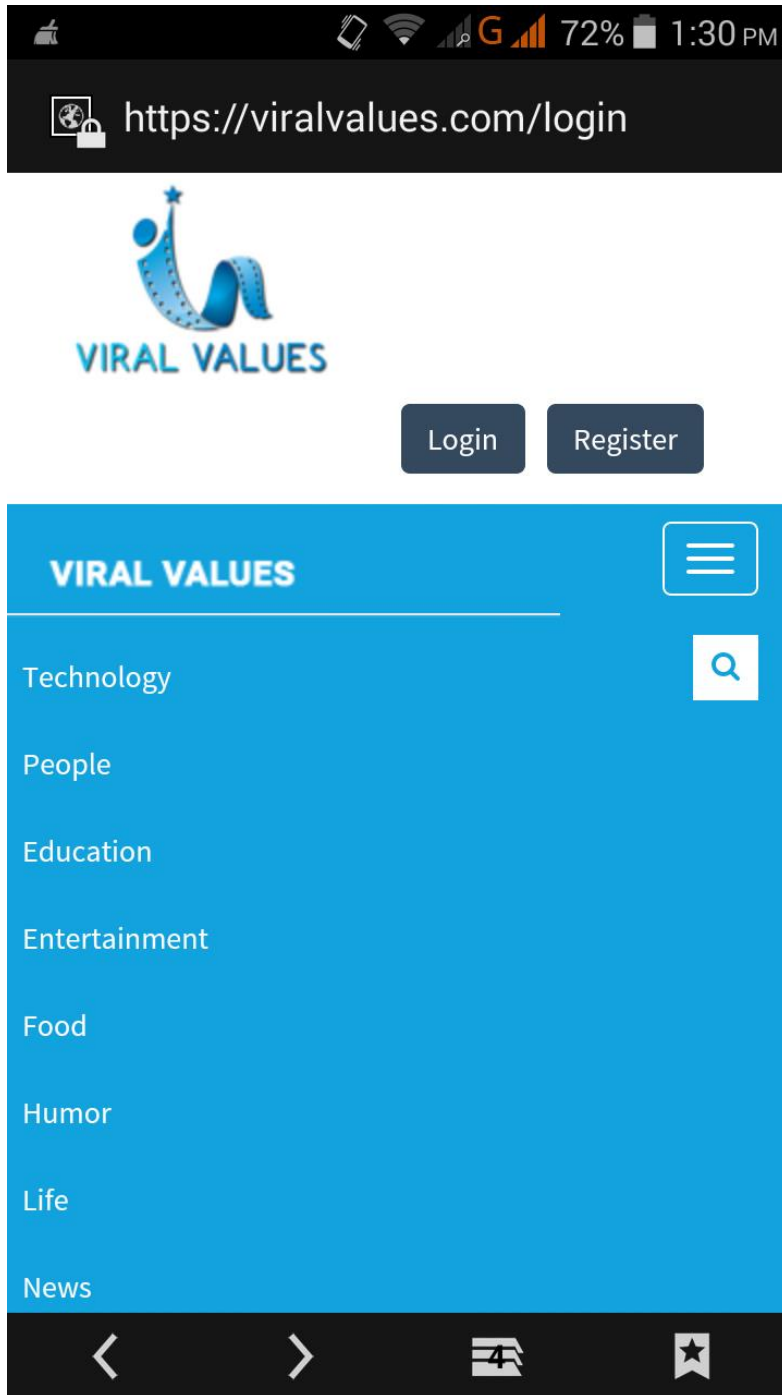 G 72% 1:30 PM
https://viralvalues.com/login
VIRAL VALUES
Login Register
VIRAL VALUES
Technology
People
Education
Entertainment
Food
Humor
Life
News
4